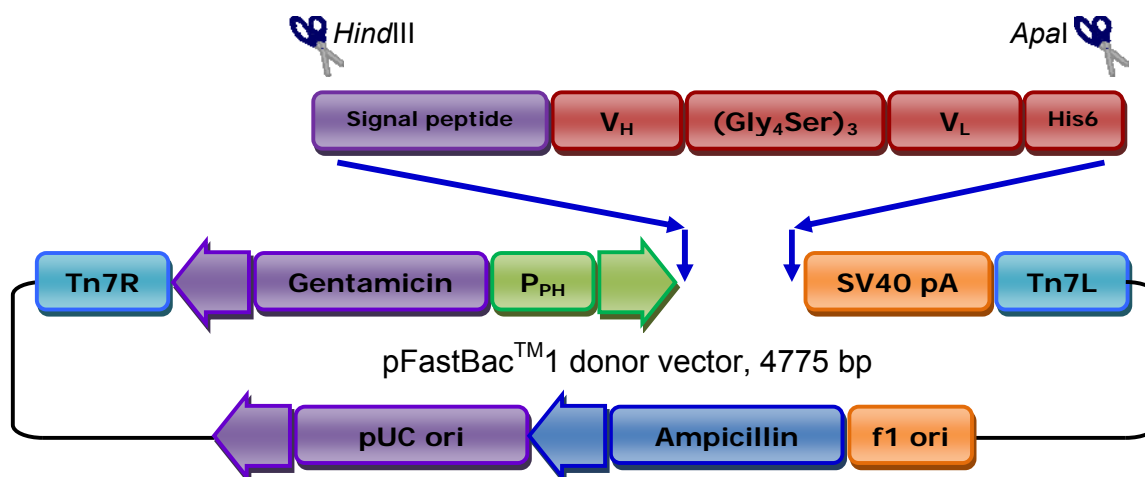 HindIII ApaI
Signal peptide VH (Gly4Ser)3 VL His6
Tn7R Gentamicin PPH SV40 pA Tn7L
pFastBacTM1 donor vector, 4775 bp
pUC ori Ampicillin f1 ori